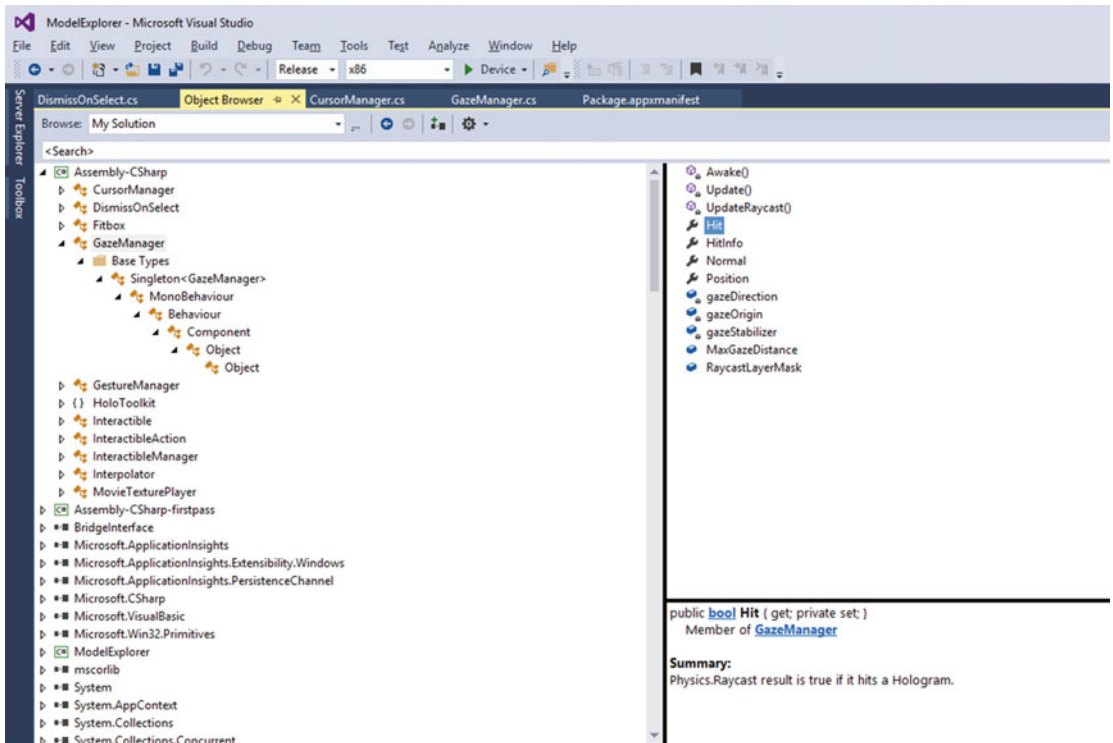 ModelExplorer - Microsoft Visual Studio
File Edit View Project Build Debug Team Tools Test Analyze Window Help
Release x86 Device
Server Explorer
Toolbox
DismissOnSelect.cs Object Browser CursorManager.cs GazeManager.cs Package.appxmanifest
Browse: My Solution
<Search>
Assembly-CSharp
CursorManager
DismissOnSelect
Fitbox
GazeManager
Base Types
Singleton<GazeManager>
MonoBehaviour
Behaviour
Component
Object
Object
GestureManager
{} HoloToolkit
Interactible
InteractibleAction
InteractibleManager
Interpolator
MovieTexturePlayer
Assembly-CSharp-firstpass
BridgeInterface
Microsoft.ApplicationInsights
Microsoft.ApplicationInsights.Extensibility.Windows
Microsoft.ApplicationInsights.PersistenceChannel
Microsoft.CSharp
Microsoft.VisualBasic
Microsoft.Win32.Primitives
ModelExplorer
mscorlib
System
System.AppContext
System.Collections
System.Collections.Concurrent
Awake()
Update()
UpdateRaycast()
Hit
HitInfo
Normal
Position
gazeDirection
gazeOrigin
gazeStabilizer
MaxGazeDistance
RaycastLayerMask
public bool Hit { get; private set; }
Member of GazeManager
Summary:
Physics.Raycast result is true if it hits a Hologram.